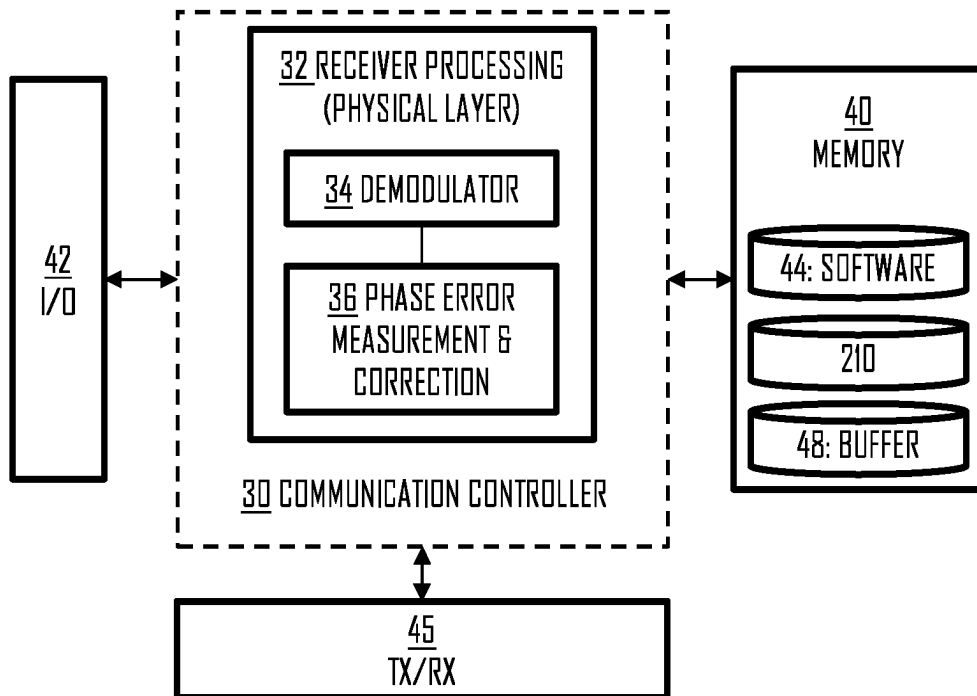 32 RECEIVER PROCESSING
(PHYSICAL LAYER)
34 DEMODULATOR
36 PHASE ERROR
MEASUREMENT &
CORRECTION
30 COMMUNICATION CONTROLLER
42
I/O
40
MEMORY
44: SOFTWARE
210
48: BUFFER
45
TX/RX